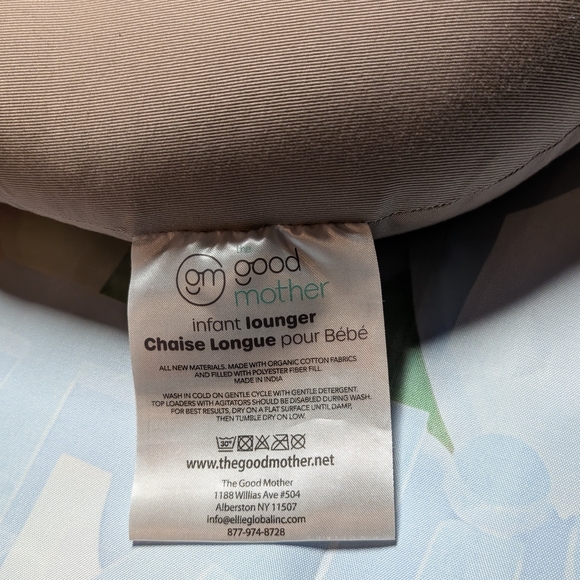 gm
the
good
mother
infant lounger
Chaise Longue pour Bébé
ALL NEW MATERIALS. MADE WITH ORGANIC COTTON FABRICS
AND FILLED WITH POLYESTER FIBER FILL
MADE IN INDIA
WASH IN COLD ON GENTLE CYCLE WITH GENTLE DETERGENT.
TOP LOADERS WITH AGITATORS SHOULD BE DISABLED DURING WASH.
FOR BEST RESULTS, DRY ON A FLAT SURFACE UNTIL DAMP,
THEN TUMBLE DRY ON LOW.
30°
www.thegoodmother.net
The Good Mother
1188 Willias Ave #504
Alberston NY 11507
info@ellieglobalinc.com
877-974-8728